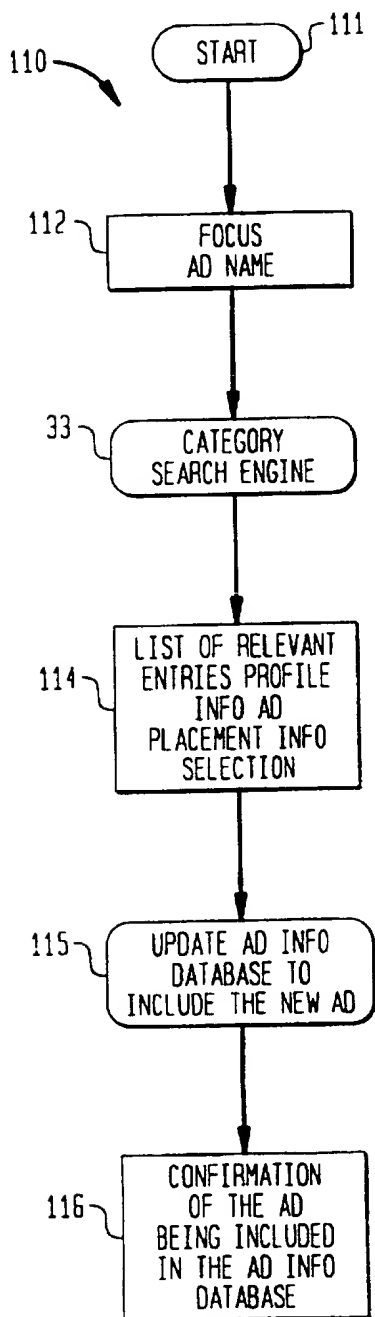 START
111
110
112
FOCUS
AD NAME
33
CATEGORY
SEARCH ENGINE
114
LIST OF RELEVANT
ENTRIES PROFILE
INFO AD
PLACEMENT INFO
SELECTION
115
UPDATE AD INFO
DATABASE TO
INCLUDE THE NEW AD
116
CONFIRMATION
OF THE AD
BEING INCLUDED
IN THE AD INFO
DATABASE